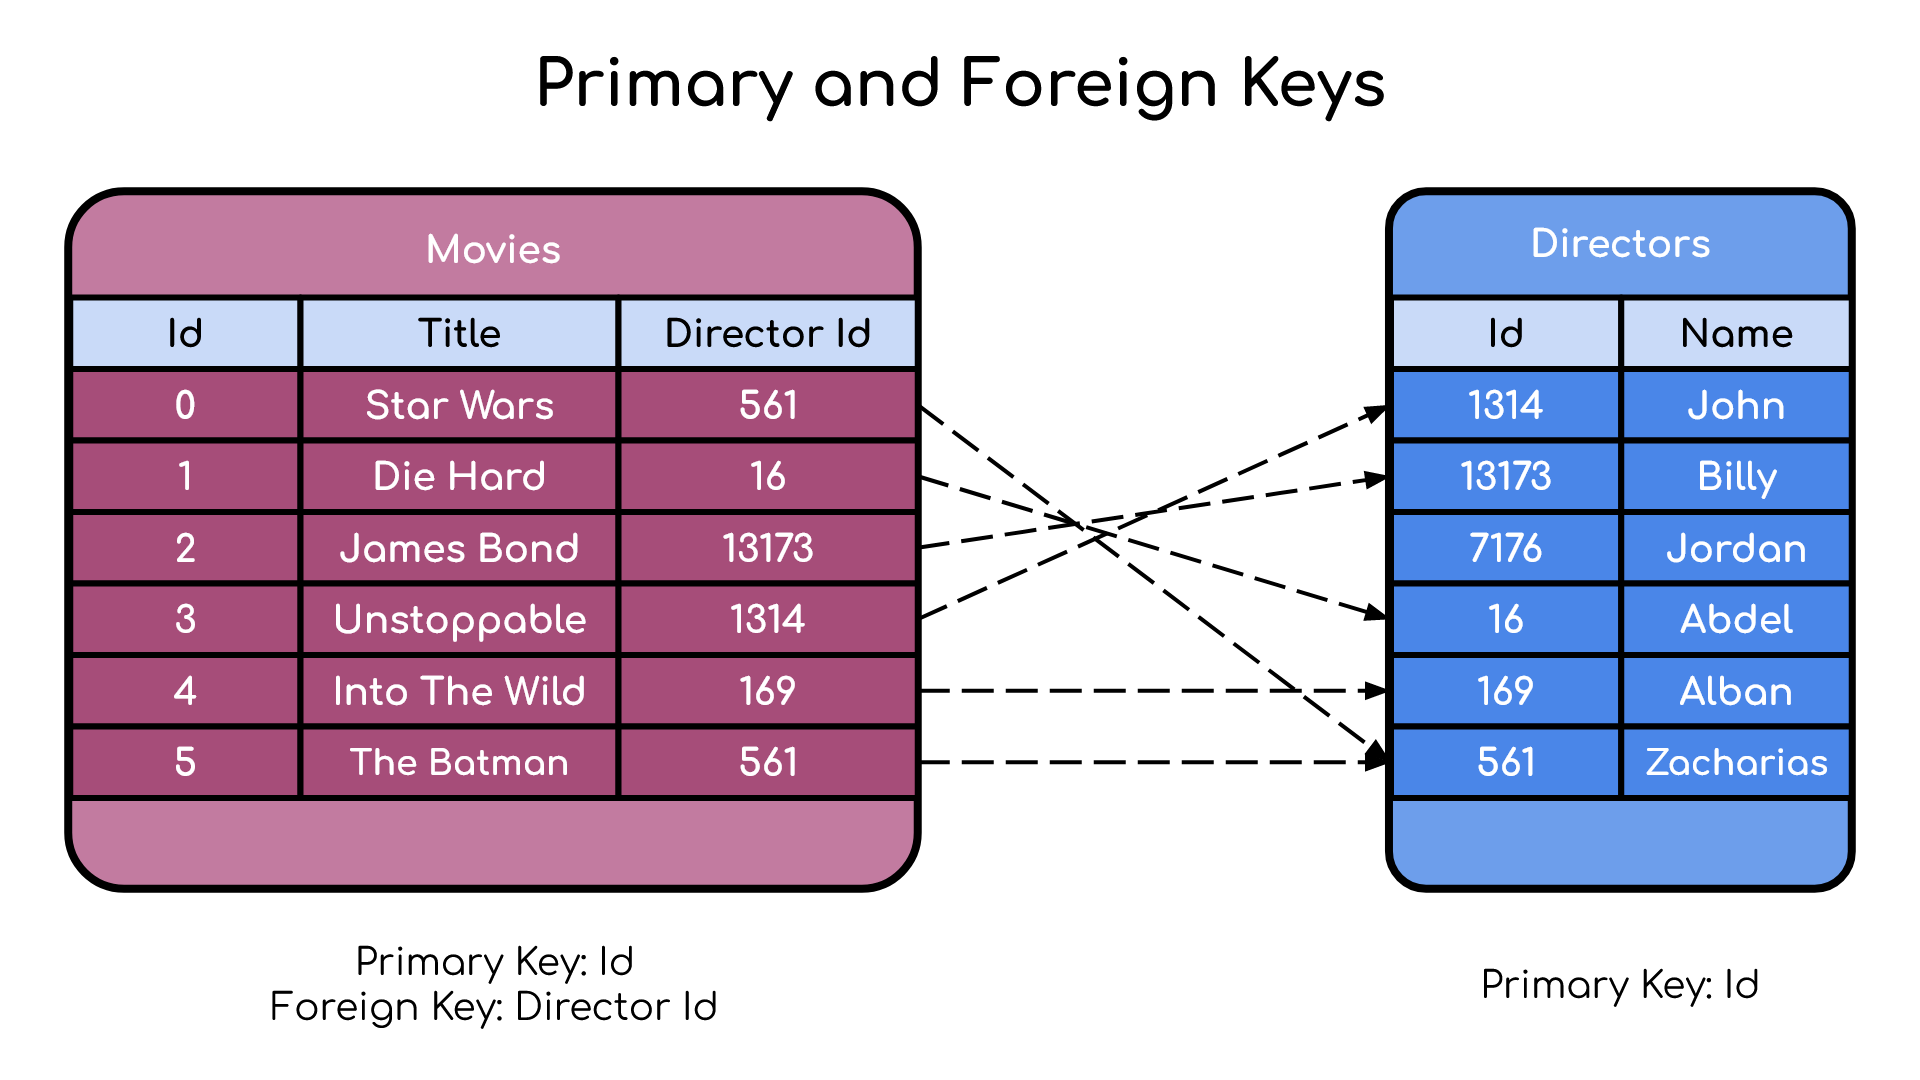 Primary and Foreign Keys
Movies
Id Title Director Id
0 Star Wars 561
1 Die Hard 16
2 James Bond 13173
3 Unstoppable 1314
4 Into The Wild 169
5 The Batman 561
Primary Key: Id
Foreign Key: Director Id
Directors
Id Name
1314 John
13173 Billy
7176 Jordan
16 Abdel
169 Alban
561 Zacharias
Primary Key: Id